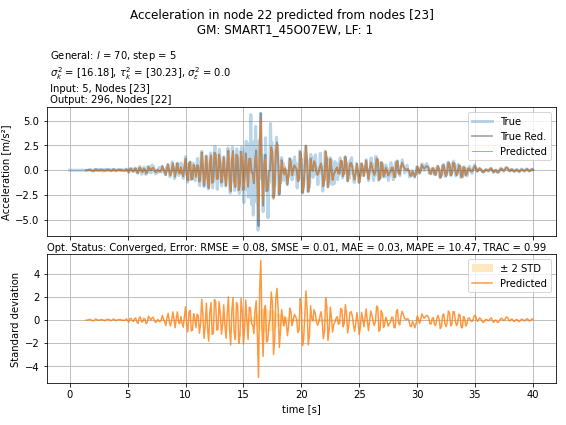 Acceleration in node 22 predicted from nodes [23]
GM: SMART1_45O07EW, LF: 1
General: l = 70, step = 5
σ²ₖ = [16.18], τ²ₖ = [30.23], σ²ε = 0.0
Input: 5, Nodes [23]
Output: 296, Nodes [22]
Acceleration [m/s²]
5.0
2.5
0.0
−2.5
−5.0
True
True Red.
Predicted
Opt. Status: Converged, Error: RMSE = 0.08, SMSE = 0.01, MAE = 0.03, MAPE = 10.47, TRAC = 0.99
Standard deviation
4
2
0
−2
−4
± 2 STD
Predicted
0 5 10 15 20 25 30 35 40
time [s]